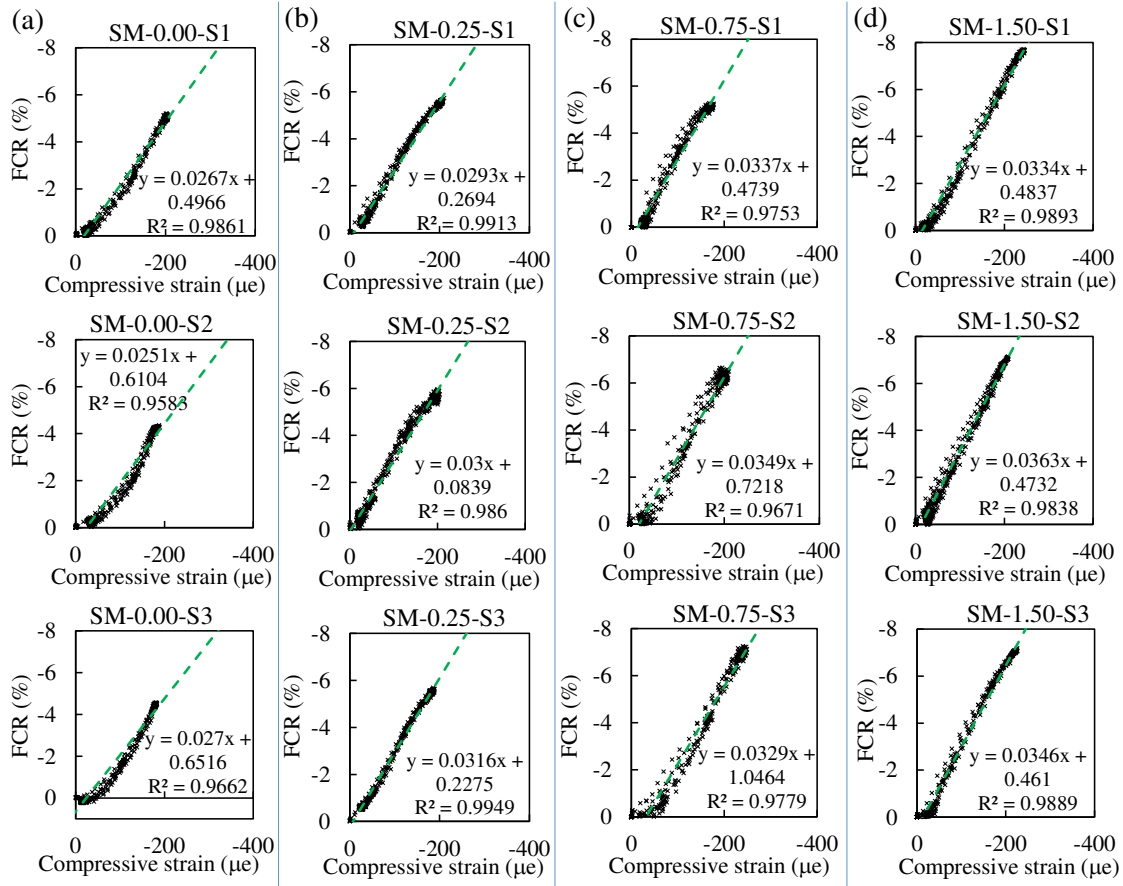 (a)
SM-0.00-S1
-8
-6
-4
-2
0
FCR (%)
y = 0.0267x +
0.4966
R² = 0.9861
0
-200
-400
Compressive strain (µe)
SM-0.00-S2
-8
-6
-4
-2
0
FCR (%)
y = 0.0251x +
0.6104
R² = 0.9583
0
-200
-400
Compressive strain (µe)
SM-0.00-S3
-8
-6
-4
-2
0
FCR (%)
y = 0.027x +
0.6516
R² = 0.9662
0
-200
-400
Compressive strain (µe)
(b)
SM-0.25-S1
-8
-6
-4
-2
0
FCR (%)
y = 0.0293x +
0.2694
R² = 0.9913
0
-200
-400
Compressive strain (µe)
SM-0.25-S2
-8
-6
-4
-2
0
FCR (%)
y = 0.03x +
0.0839
R² = 0.986
0
-200
-400
Compressive strain (µe)
SM-0.25-S3
-8
-6
-4
-2
0
FCR (%)
y = 0.0316x +
0.2275
R² = 0.9949
0
-200
-400
Compressive strain (µe)
(c)
SM-0.75-S1
-8
-6
-4
-2
0
FCR (%)
y = 0.0337x +
0.4739
R² = 0.9753
0
-200
-400
Compressive strain (µe)
SM-0.75-S2
-8
-6
-4
-2
0
FCR (%)
y = 0.0349x +
0.7218
R² = 0.9671
0
-200
-400
Compressive strain (µe)
SM-0.75-S3
-8
-6
-4
-2
0
FCR (%)
y = 0.0329x +
1.0464
R² = 0.9779
0
-200
-400
Compressive strain (µe)
(d)
SM-1.50-S1
-8
-6
-4
-2
0
FCR (%)
y = 0.0334x +
0.4837
R² = 0.9893
0
-200
-400
Compressive strain (µe)
SM-1.50-S2
-8
-6
-4
-2
0
FCR (%)
y = 0.0363x +
0.4732
R² = 0.9838
0
-200
-400
Compressive strain (µe)
SM-1.50-S3
-8
-6
-4
-2
0
FCR (%)
y = 0.0346x +
0.461
R² = 0.9889
0
-200
-400
Compressive strain (µe)